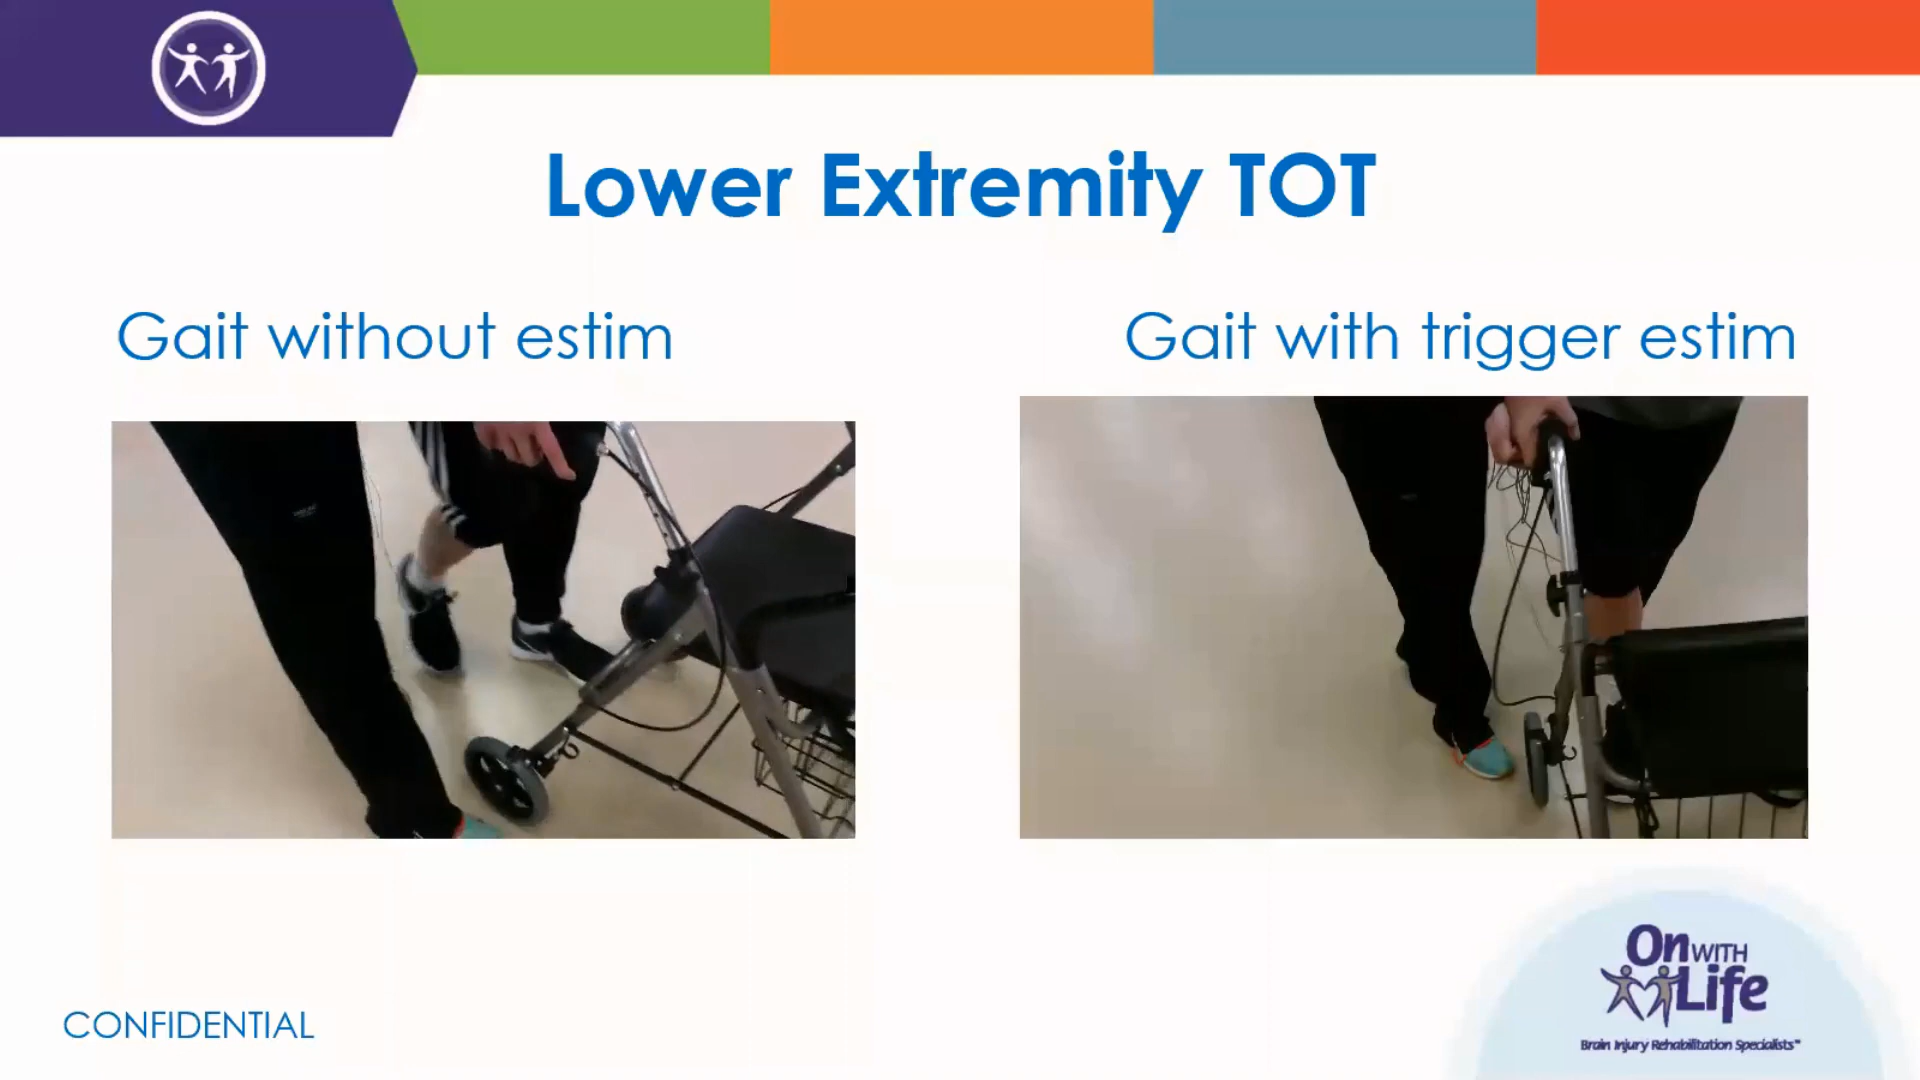 Lower Extremity TOT
Gait without estim
Gait with trigger estim
CONFIDENTIAL
On WITH
Life
Brain Injury Rehabilitation Specialists™